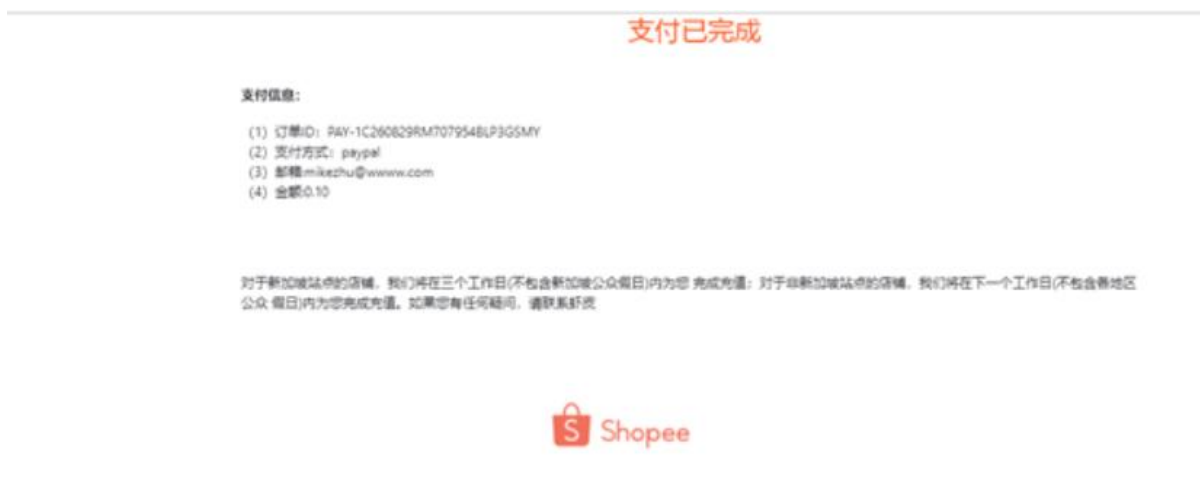 支付已完成
支付信息：
(1) 订单ID：PAY-1C260829RM707954BLP3GSMY
(2) 支付方式：paypal
(3) 邮箱:mikezhu@wwww.com
(4) 金额:0.10
对于新加坡站点的店铺，我们将在三个工作日(不包含新加坡公众假日)内为您 完成充值；对于非新加坡站点的店铺，我们将在下一个工作日(不包含各地区
公众 假日)内为您完成充值。如果您有任何疑问，请联系虾皮
Shopee